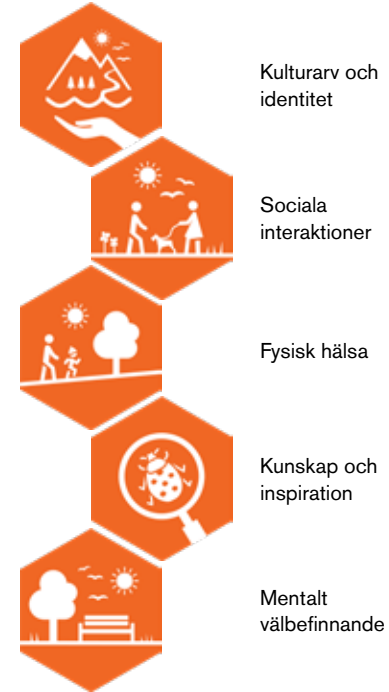 Kulturarv och
identitet
Sociala
interaktioner
Fysisk hälsa
Kunskap och
inspiration
Mentalt
välbefinnande